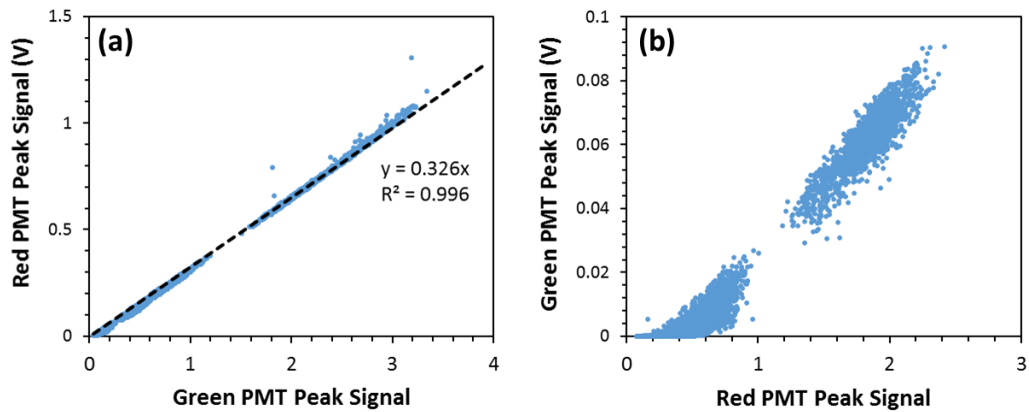 (a)
Red PMT Peak Signal (V)
1.5
1
0.5
0
y = 0.326x
R² = 0.996
0 1 2 3 4
Green PMT Peak Signal
(b)
Green PMT Peak Signal (V)
0.1
0.08
0.06
0.04
0.02
0
0 1 2 3
Red PMT Peak Signal